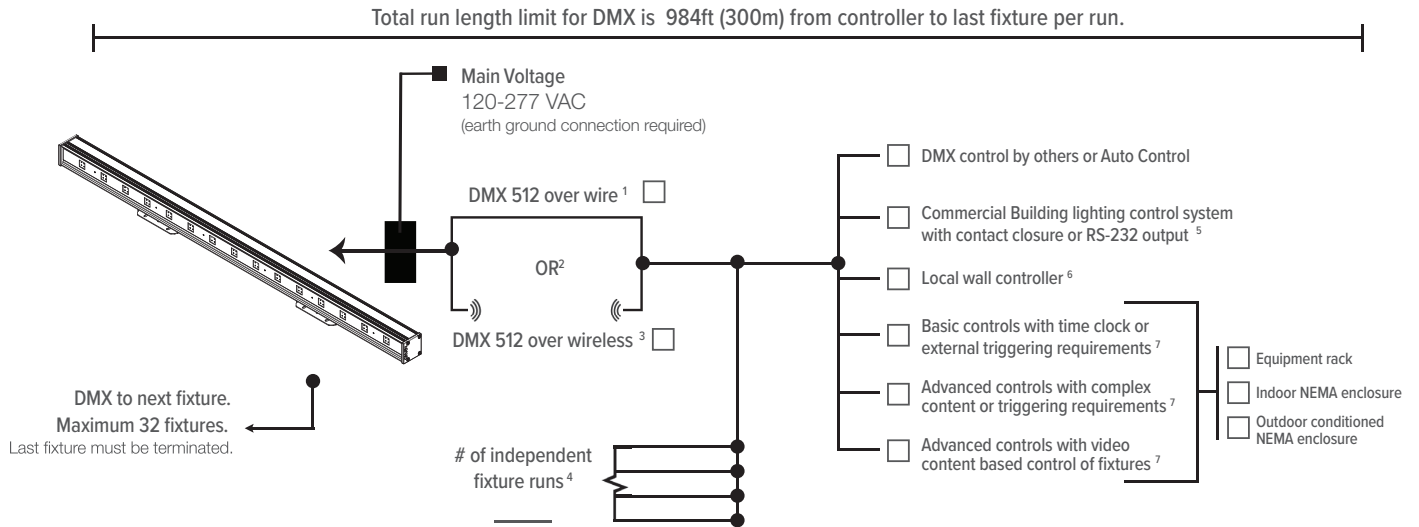 Total run length limit for DMX is 984ft (300m) from controller to last fixture per run.
Main Voltage
120-277 VAC
(earth ground connection required)
DMX 512 over wire ¹
OR²
DMX 512 over wireless ³
DMX to next fixture.
Maximum 32 fixtures.
Last fixture must be terminated.
# of independent
fixture runs ⁴
DMX control by others or Auto Control
Commercial Building lighting control system
with contact closure or RS-232 output ⁵
Local wall controller ⁶
Basic controls with time clock or
external triggering requirements ⁷
Advanced controls with complex
content or triggering requirements ⁷
Advanced controls with video
content based control of fixtures ⁷
Equipment rack
Indoor NEMA enclosure
Outdoor conditioned
NEMA enclosure